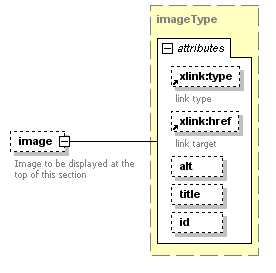 imageType
attributes
xlink:type
link type
xlink:href
link target
image
Image to be displayed at the
top of this section
alt
title
id